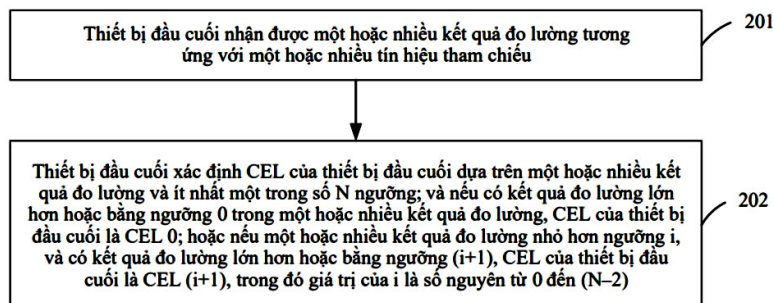 Thiết bị đầu cuối nhận được một hoặc nhiều kết quả đo lường tương
ứng với một hoặc nhiều tín hiệu tham chiếu
201
Thiết bị đầu cuối xác định CEL của thiết bị đầu cuối dựa trên một hoặc nhiều kết
quả đo lường và ít nhất một trong số N ngưỡng; và nếu có kết quả đo lường lớn
hơn hoặc bằng ngưỡng 0 trong một hoặc nhiều kết quả đo lường, CEL của thiết bị
đầu cuối là CEL 0; hoặc nếu một hoặc nhiều kết quả đo lường nhỏ hơn ngưỡng i,
và có kết quả đo lường lớn hơn hoặc bằng ngưỡng (i+1), CEL của thiết bị đầu
cuối là CEL (i+1), trong đó giá trị của i là số nguyên từ 0 đến (N–2)
202